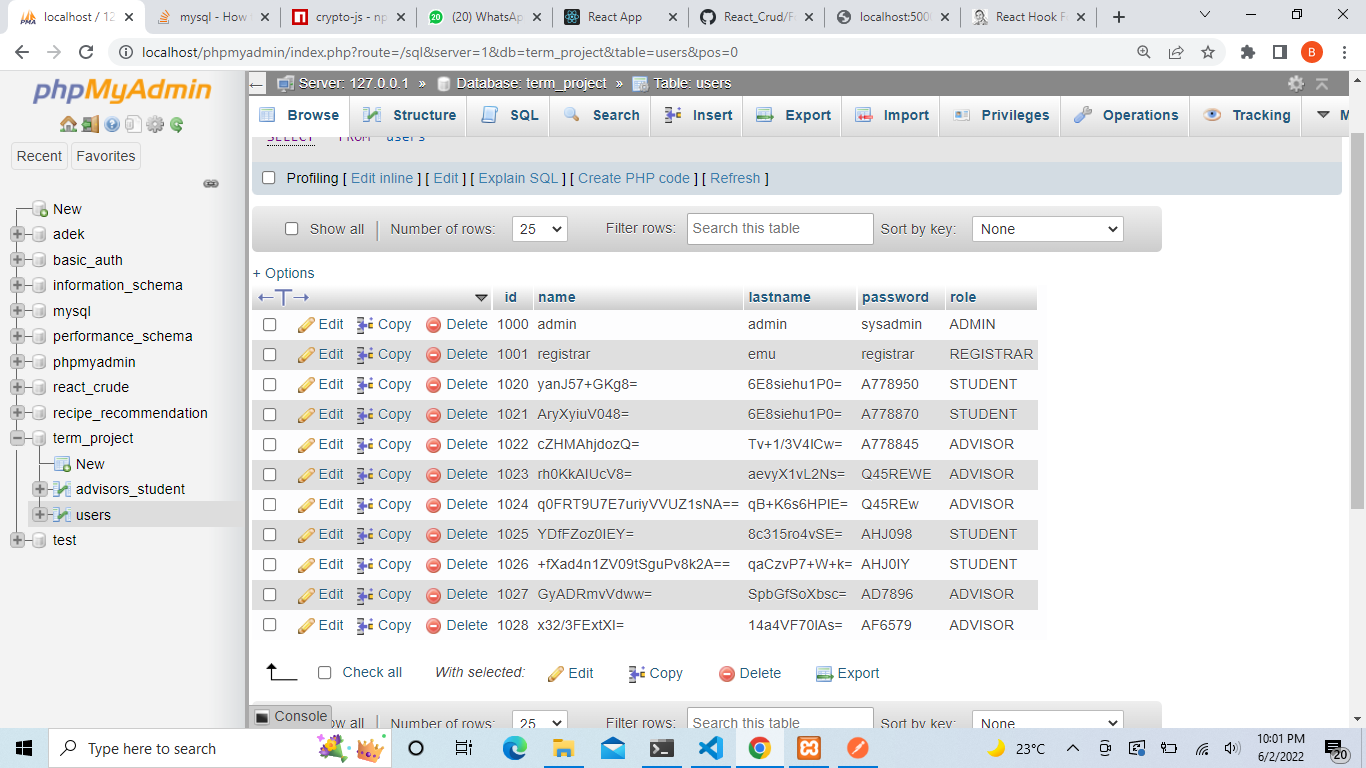 localhost / 12
mysql - How t
crypto-js - np
(20) WhatsAp
React App
React_Crud/Fo
localhost:5000
React Hook Fo
localhost/phpmyadmin/index.php?route=/sql&server=1&db=term_project&table=users&pos=0
B
phpMyAdmin
Recent
Favorites
New
adek
basic_auth
information_schema
mysql
performance_schema
phpmyadmin
react_crude
recipe_recommendation
term_project
New
advisors_student
users
test
Server: 127.0.0.1 » Database: term_project » Table: users
Browse Structure SQL Search Insert Export Import Privileges Operations Tracking M
SELECT * FROM `users`
Profiling [ Edit inline ] [ Edit ] [ Explain SQL ] [ Create PHP code ] [ Refresh ]
Show all | Number of rows: 25 Filter rows: Search this table Sort by key: None
+ Options
id name lastname password role
Edit Copy Delete 1000 admin admin sysadmin ADMIN
Edit Copy Delete 1001 registrar emu registrar REGISTRAR
Edit Copy Delete 1020 yanJ57+GKg8= 6E8siehu1P0= A778950 STUDENT
Edit Copy Delete 1021 AryXyiuV048= 6E8siehu1P0= A778870 STUDENT
Edit Copy Delete 1022 cZHMAhjdozQ= Tv+1/3V4lCw= A778845 ADVISOR
Edit Copy Delete 1023 rh0KkAIUcV8= aevyX1vL2Ns= Q45REWE ADVISOR
Edit Copy Delete 1024 q0FRT9U7E7uriyVVUZ1sNA== qB+K6s6HPIE= Q45REw ADVISOR
Edit Copy Delete 1025 YDfFZoz0IEY= 8c315ro4vSE= AHJ098 STUDENT
Edit Copy Delete 1026 +fXad4n1ZV09tSguPv8k2A== qaCzvP7+W+k= AHJ0IY STUDENT
Edit Copy Delete 1027 GyADRmvVdww= SpbGfSoXbsc= AD7896 ADVISOR
Edit Copy Delete 1028 x32/3FExtXI= 14a4VF70IAs= AF6579 ADVISOR
Check all With selected: Edit Copy Delete Export
Console
Show all | Number of rows: 25 Filter rows: Search this table Sort by key: None
Type here to search
23°C
10:01 PM
6/2/2022
20